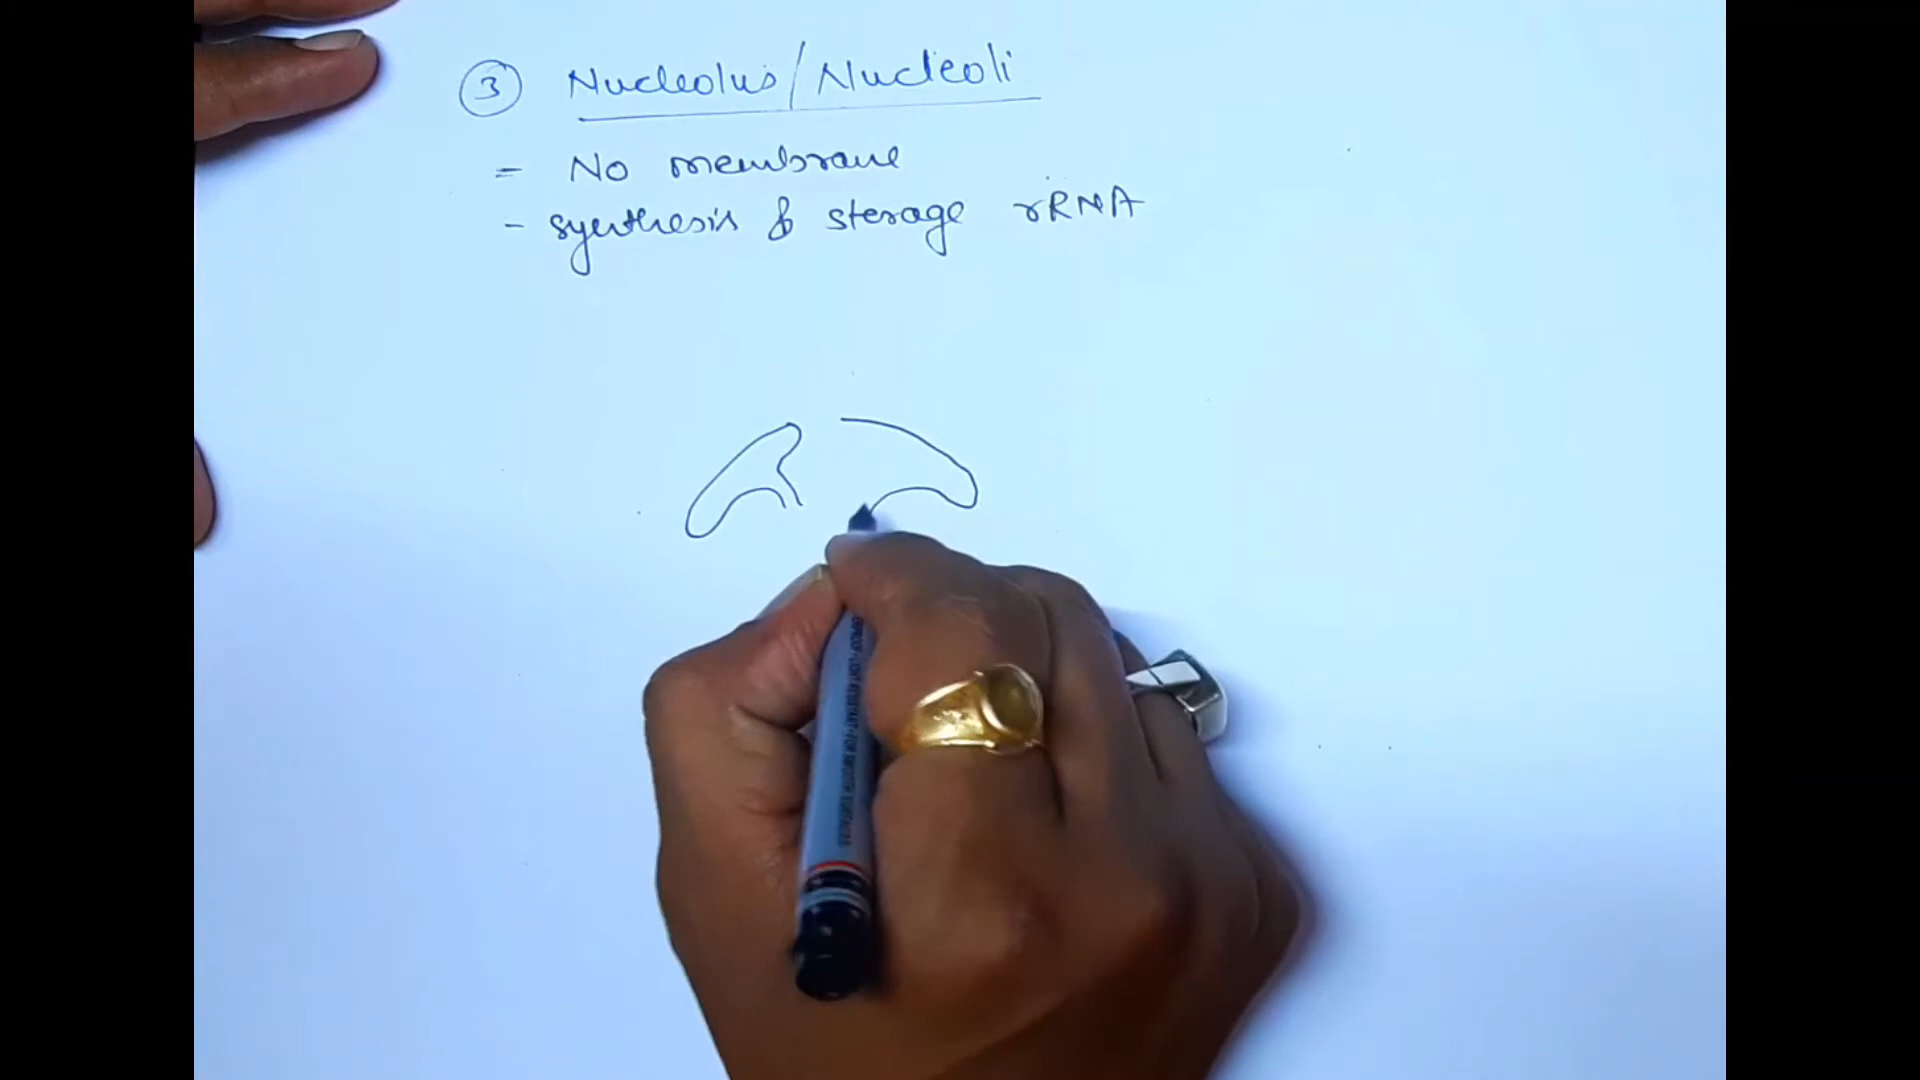 3 Nucleolus/Nucleoli
= No membrane
- synthesis & storage rRNA